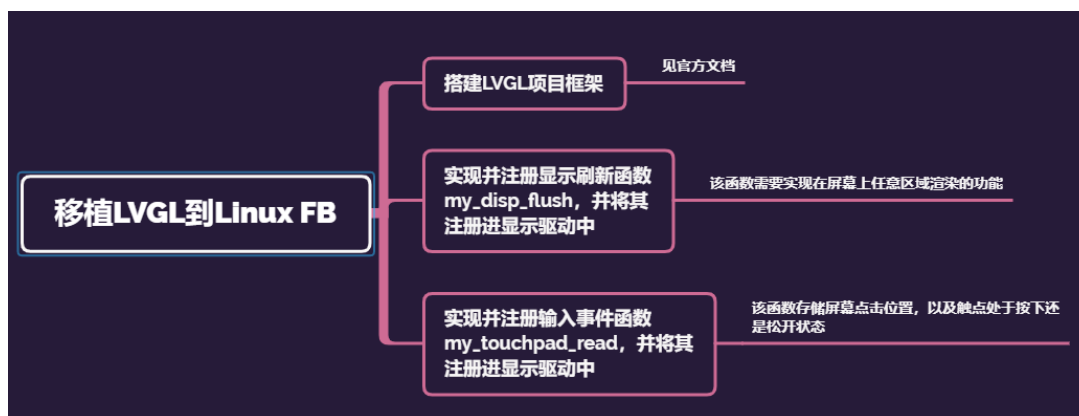 移植LVGL到Linux FB
搭建LVGL项目框架
见官方文档
实现并注册显示刷新函数
my_disp_flush，并将其
注册进显示驱动中
该函数需要实现在屏幕上任意区域渲染的功能
实现并注册输入事件函数
my_touchpad_read，并将其
注册进显示驱动中
该函数存储屏幕点击位置，以及触点处于按下还
是松开状态